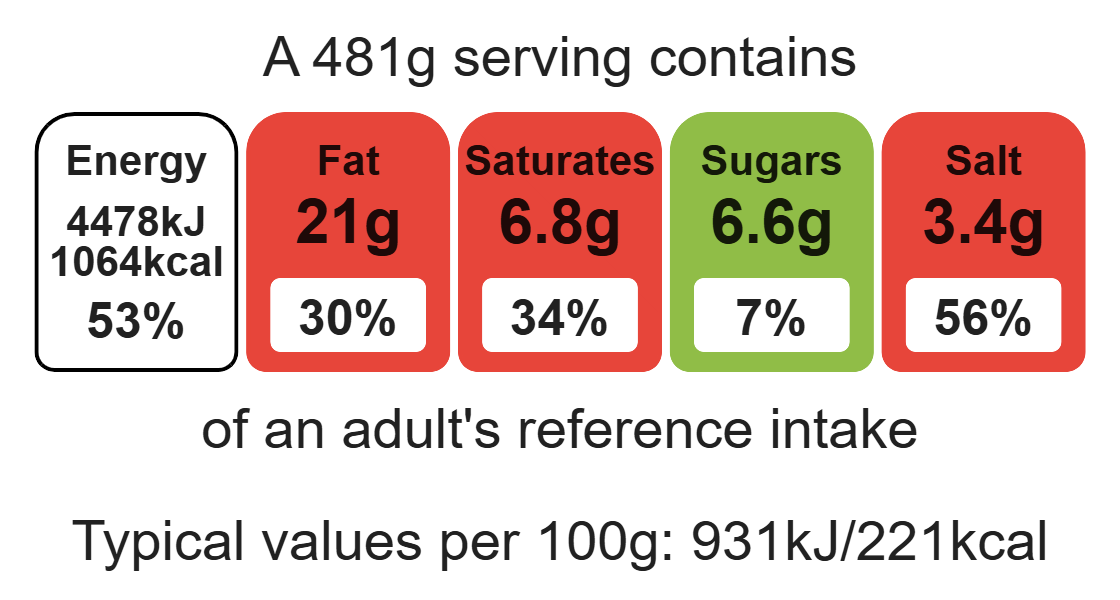 A 481g serving contains
Energy
4478kJ
1064kcal
53%
Fat
21g
30%
Saturates
6.8g
34%
Sugars
6.6g
7%
Salt
3.4g
56%
of an adult's reference intake
Typical values per 100g: 931kJ/221kcal